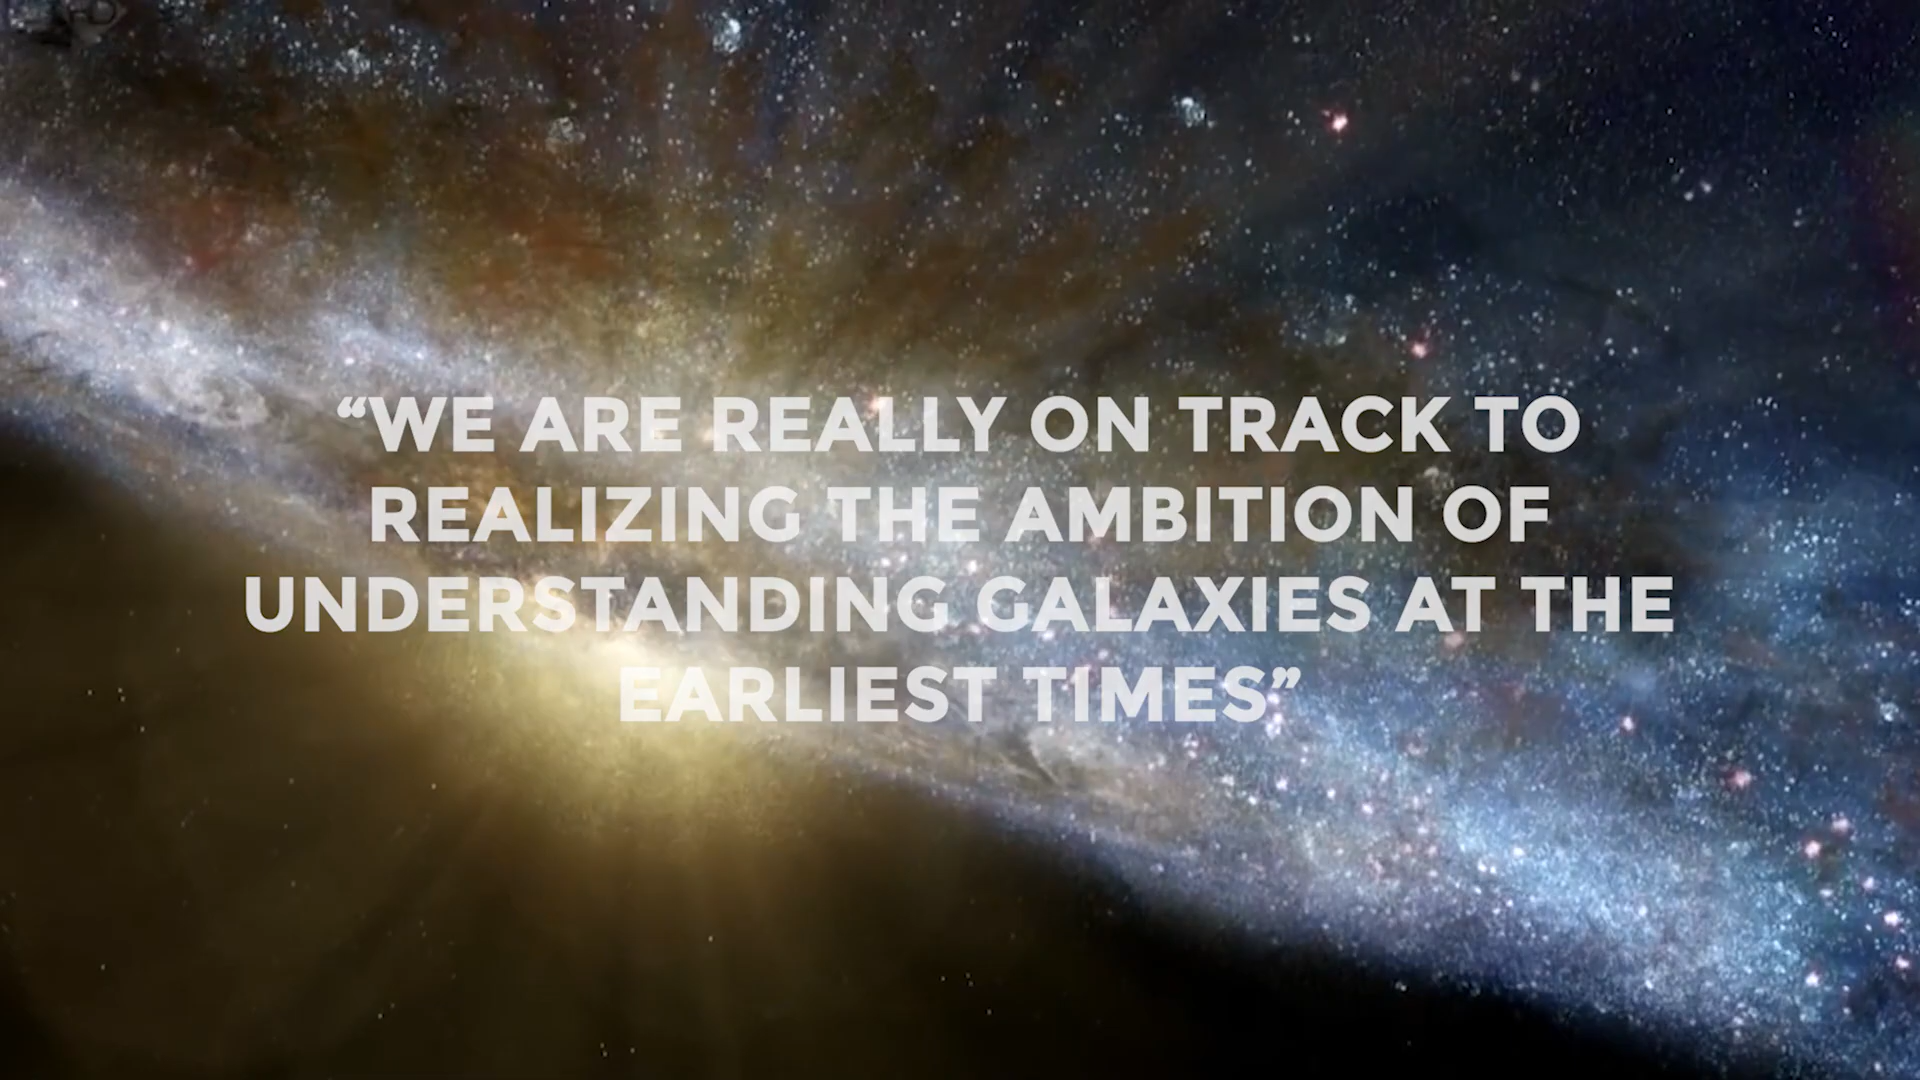 “WE ARE REALLY ON TRACK TO
REALIZING THE AMBITION OF
UNDERSTANDING GALAXIES AT THE
EARLIEST TIMES”